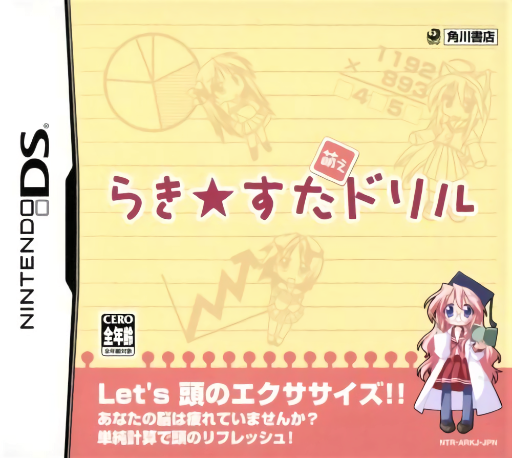 角川書店
NINTENDO DS®
1192
× 893
4 5
萌え
らき★すたドリル
CERO
全年齢
全年齢対象
Let's 頭のエクササイズ!!
あなたの脳は疲れていませんか?
単純計算で頭のリフレッシュ!
NTR-ARKJ-JPN